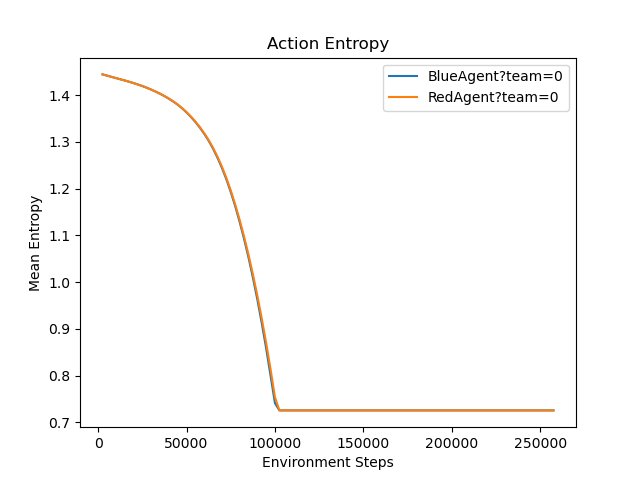 Action Entropy
BlueAgent?team=0
RedAgent?team=0
Mean Entropy
1.4
1.3
1.2
1.1
1.0
0.9
0.8
0.7
0
50000
100000
150000
200000
250000
Environment Steps